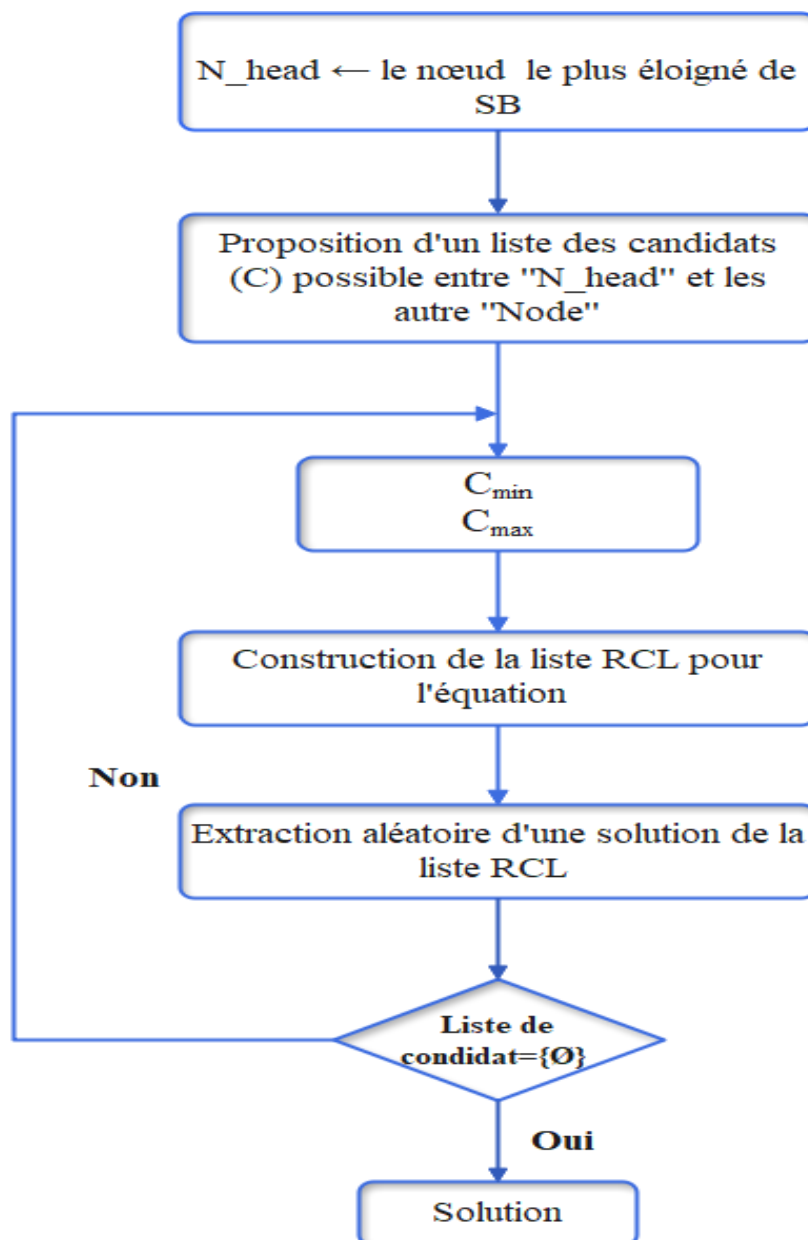 N_head ← le nœud le plus éloigné de
SB
Proposition d'un liste des candidats
(C) possible entre "N_head" et les
autre "Node"
Cmin
Cmax
Construction de la liste RCL pour
l'équation
Non
Extraction aléatoire d'une solution de la
liste RCL
Liste de
condidat={Ø}
Oui
Solution